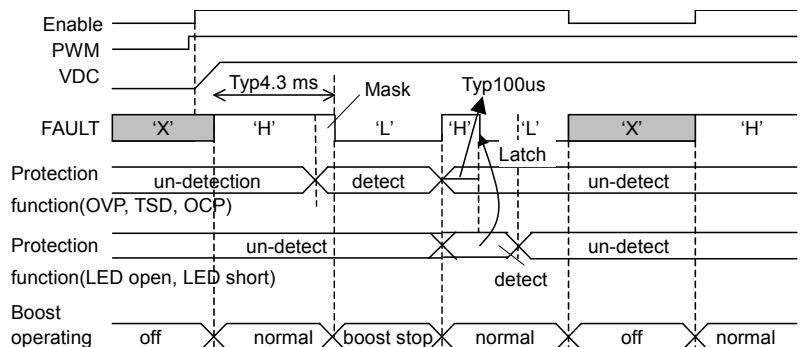 Enable
PWM
VDC
Typ4.3 ms
Mask
Typ100us
FAULT
‘X’
‘H’
‘L’
‘H’
‘L’
‘X’
‘H’
Latch
Protection
function(OVP, TSD, OCP)
un-detection
detect
un-detect
Protection
function(LED open, LED short)
un-detect
un-detect
detect
Boost
operating
off
normal
boost stop
normal
off
normal